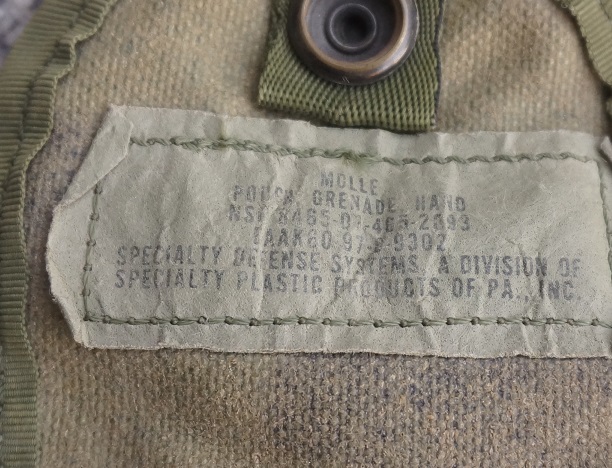 MOLLE
POUCH, GRENADE, HAND
NSN 8465-01-465-2093
SPECIALTY DEFENSE SYSTEMS, A DIVISION OF
SPECIALTY PLASTIC PRODUCTS OF PA., INC.